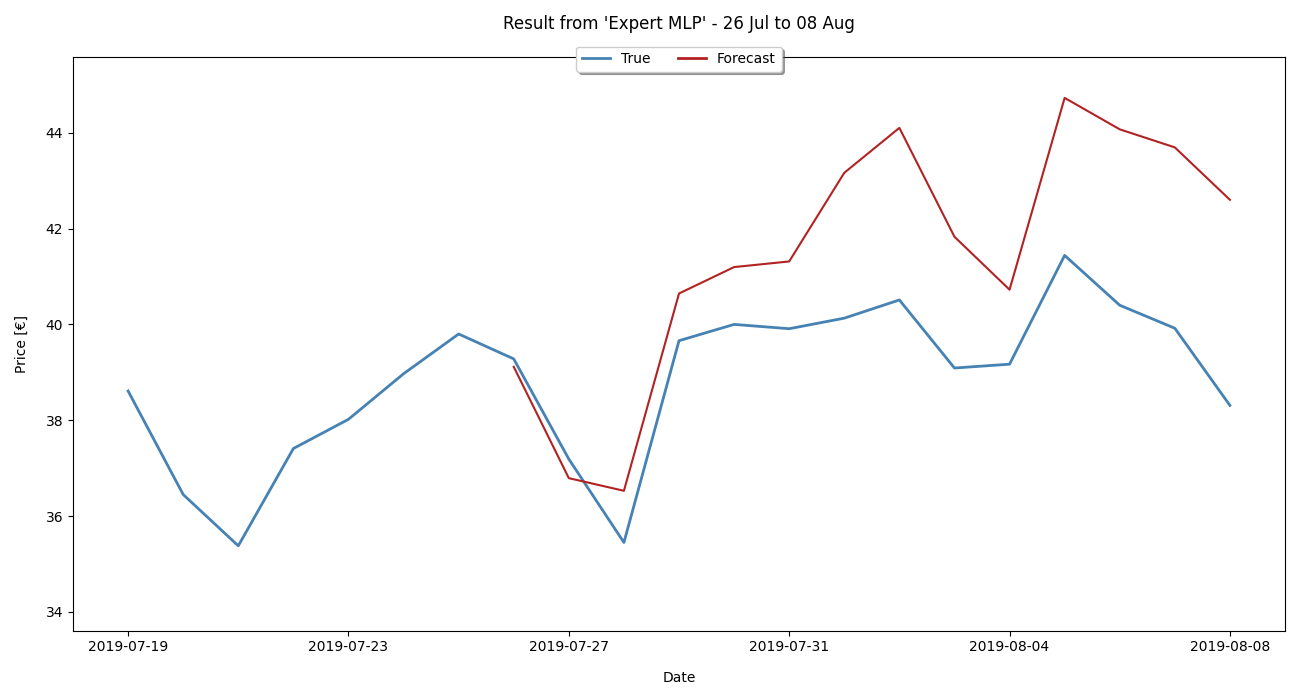 Result from 'Expert MLP' - 26 Jul to 08 Aug
True Forecast
44
42
40
38
36
34
Price [€]
2019-07-19 2019-07-23 2019-07-27 2019-07-31 2019-08-04 2019-08-08
Date